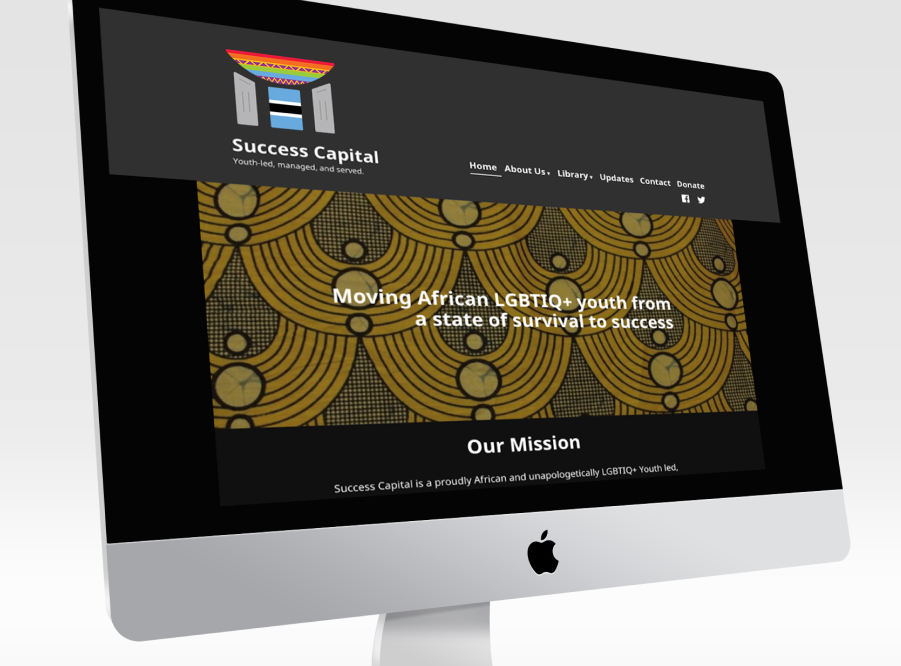 Success Capital
Youth-led, managed, and served.
Home About Us Library Updates Contact Donate
Moving African LGBTIQ+ youth from
a state of survival to success
Our Mission
Success Capital is a proudly African and unapologetically LGBTIQ+ Youth led,